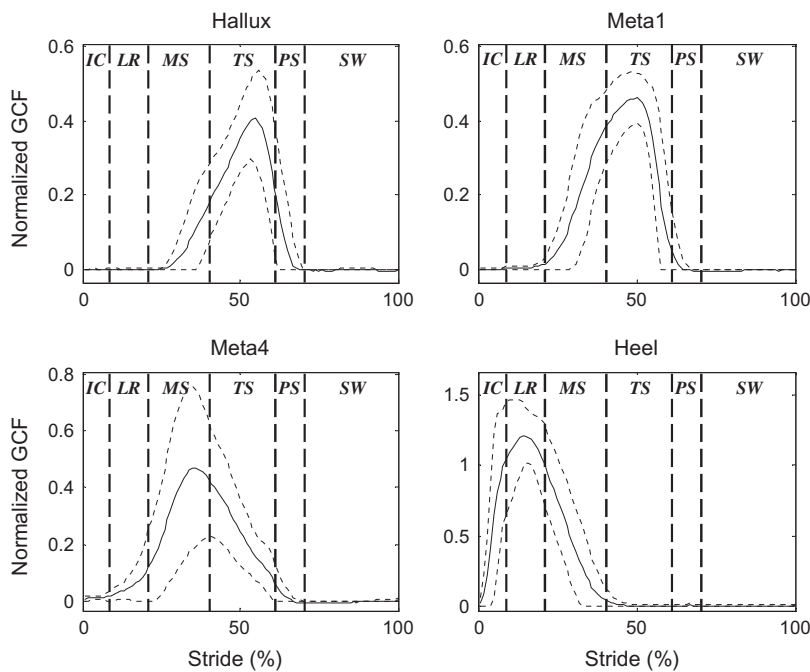 Hallux
Meta1
Normalized GCF
0.6
0.4
0.2
0
IC LR MS TS PS SW
0 50 100
0.6
0.4
0.2
0
IC LR MS TS PS SW
0 50 100
Meta4
Heel
Normalized GCF
0.8
0.6
0.4
0.2
0
IC LR MS TS PS SW
0 50 100
Stride (%)
1.5
1
0.5
0
IC LR MS TS PS SW
0 50 100
Stride (%)